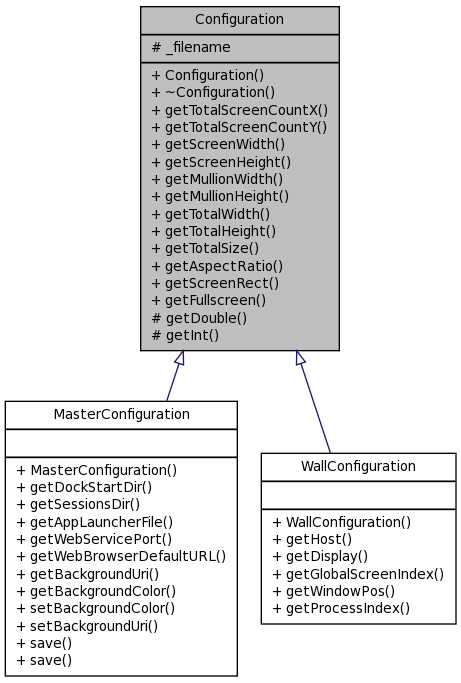 Configuration
# _filename
+ Configuration()
+ ~Configuration()
+ getTotalScreenCountX()
+ getTotalScreenCountY()
+ getScreenWidth()
+ getScreenHeight()
+ getMullionWidth()
+ getMullionHeight()
+ getTotalWidth()
+ getTotalHeight()
+ getTotalSize()
+ getAspectRatio()
+ getScreenRect()
+ getFullscreen()
# getDouble()
# getInt()
MasterConfiguration
+ MasterConfiguration()
+ getDockStartDir()
+ getSessionsDir()
+ getAppLauncherFile()
+ getWebServicePort()
+ getWebBrowserDefaultURL()
+ getBackgroundUri()
+ getBackgroundColor()
+ setBackgroundColor()
+ setBackgroundUri()
+ save()
+ save()
WallConfiguration
+ WallConfiguration()
+ getHost()
+ getDisplay()
+ getGlobalScreenIndex()
+ getWindowPos()
+ getProcessIndex()